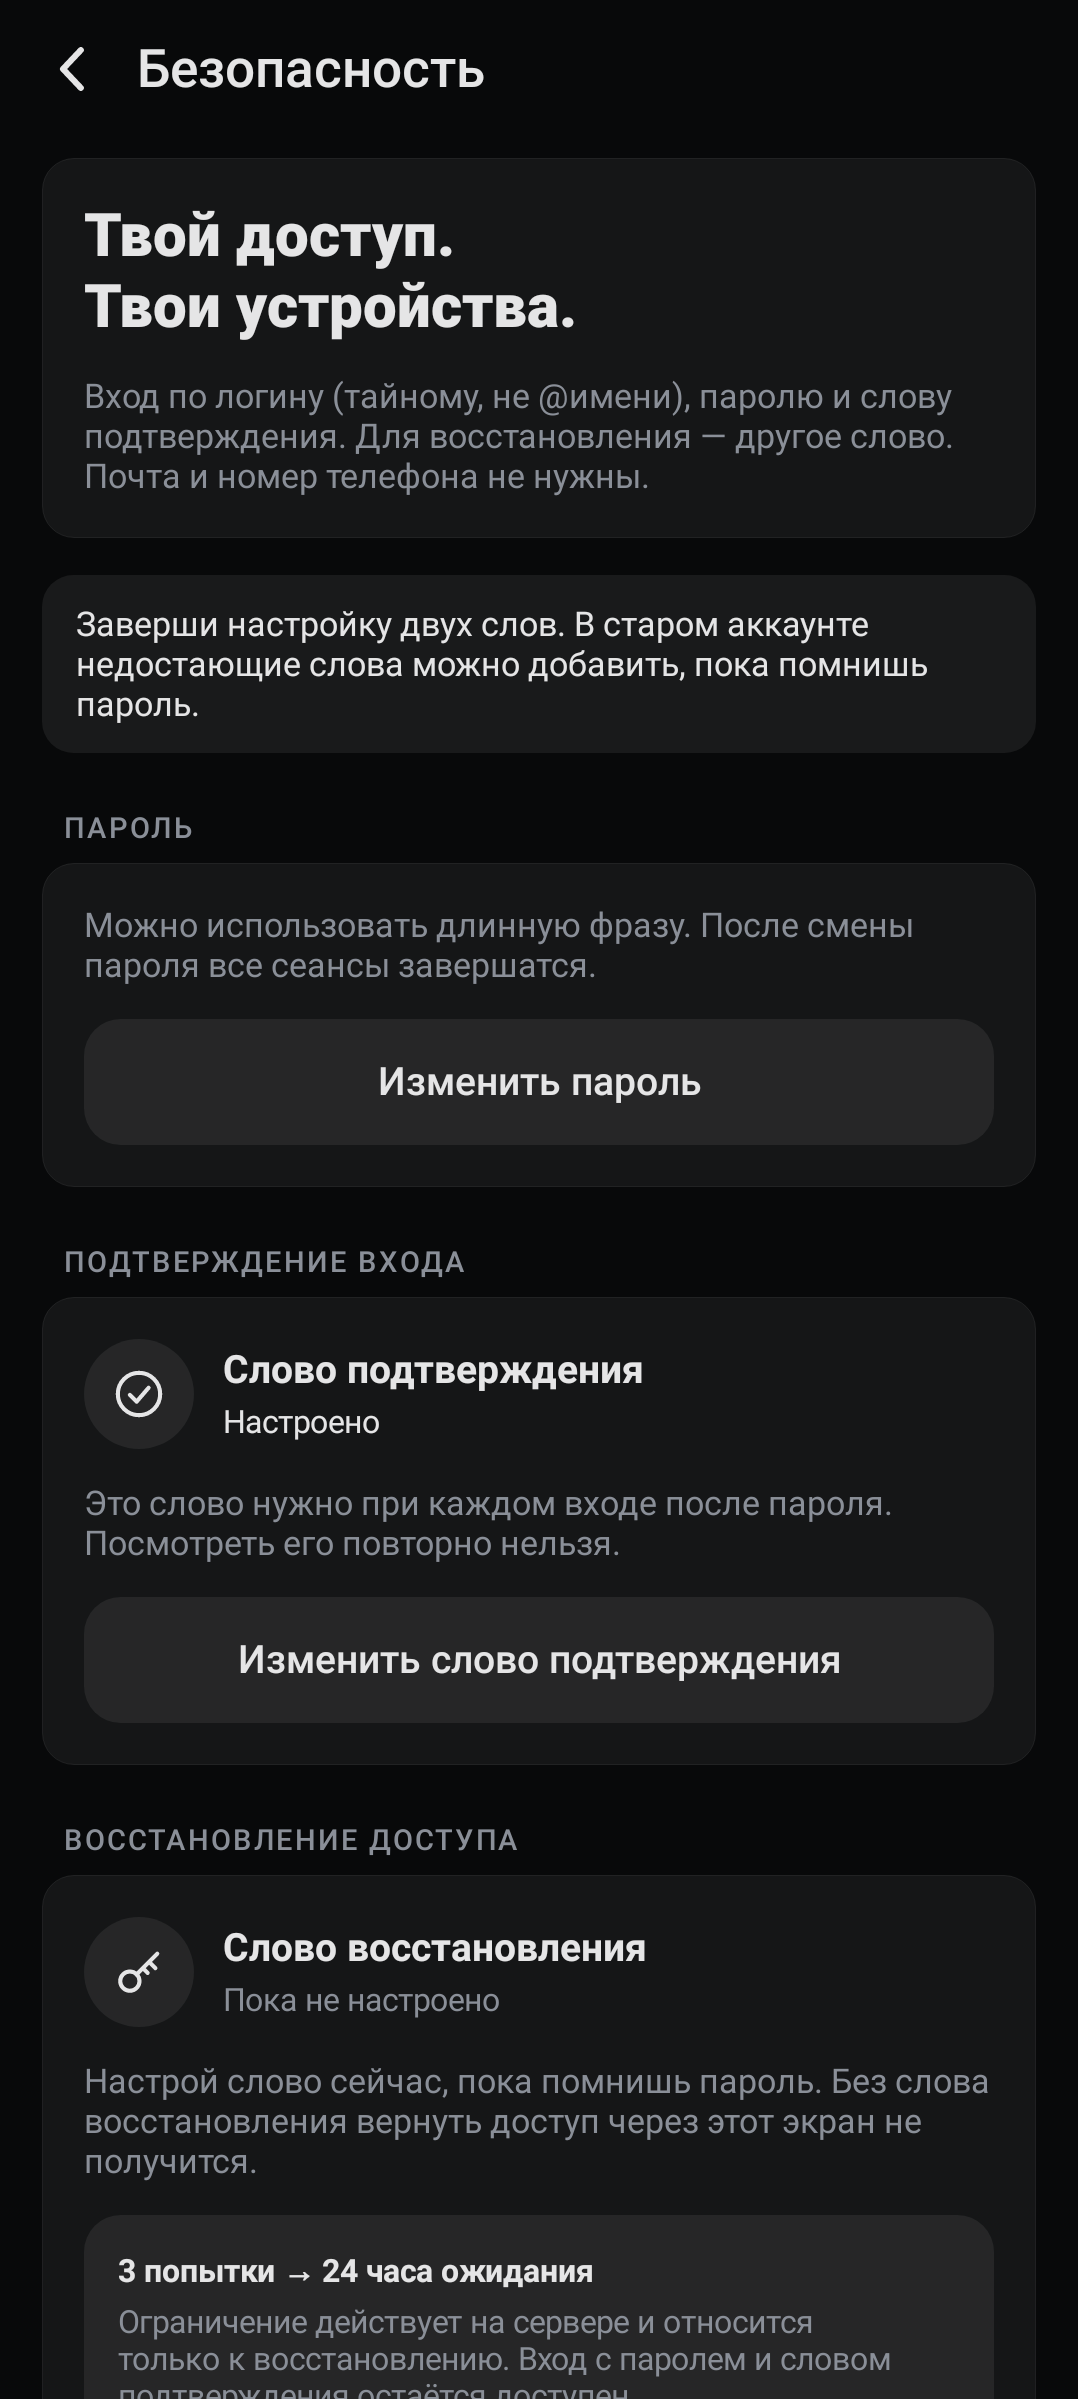 Безопасность
Твой доступ.
Твои устройства.
Вход по логину (тайному, не @имени), паролю и слову
подтверждения. Для восстановления — другое слово.
Почта и номер телефона не нужны.
Заверши настройку двух слов. В старом аккаунте
недостающие слова можно добавить, пока помнишь
пароль.
ПАРОЛЬ
Можно использовать длинную фразу. После смены
пароля все сеансы завершатся.
Изменить пароль
ПОДТВЕРЖДЕНИЕ ВХОДА
Слово подтверждения
Настроено
Это слово нужно при каждом входе после пароля.
Посмотреть его повторно нельзя.
Изменить слово подтверждения
ВОССТАНОВЛЕНИЕ ДОСТУПА
Слово восстановления
Пока не настроено
Настрой слово сейчас, пока помнишь пароль. Без слова
восстановления вернуть доступ через этот экран не
получится.
3 попытки → 24 часа ожидания
Ограничение действует на сервере и относится
только к восстановлению. Вход с паролем и словом
подтверждения остаётся доступен.